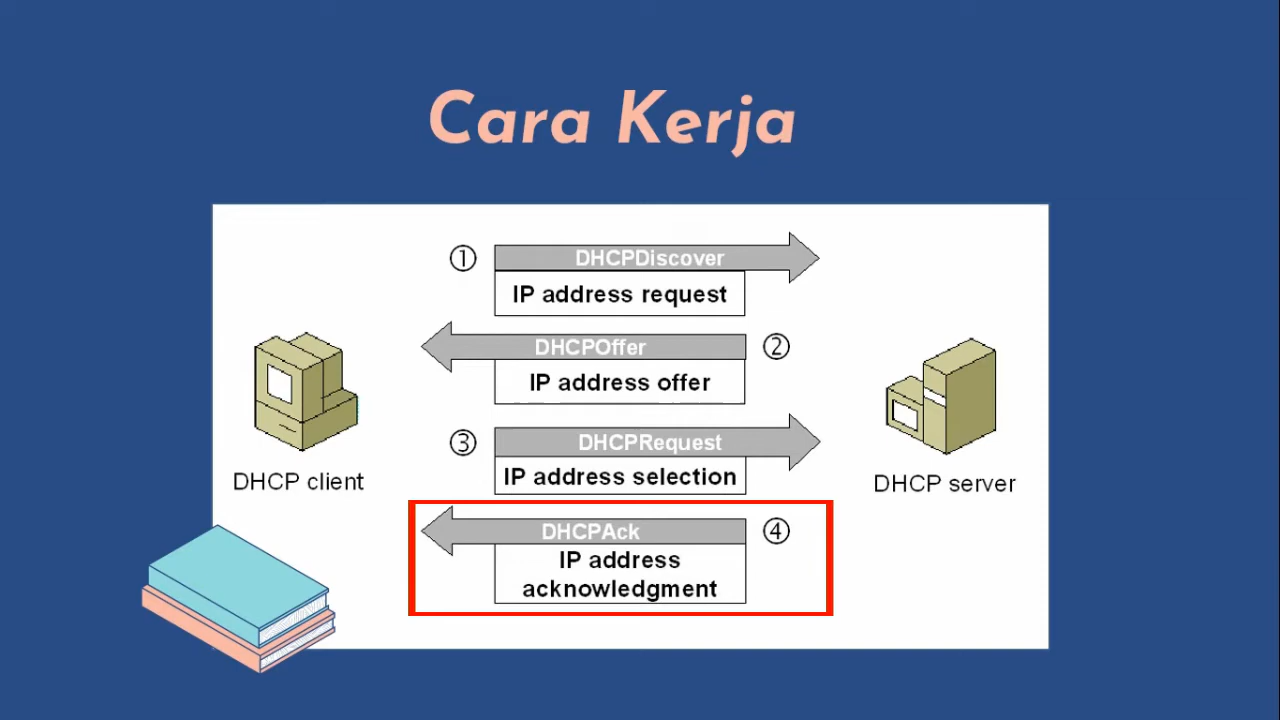 Cara Kerja
① DHCPDiscover
IP address request
DHCPOffer ②
IP address offer
③ DHCPRequest
IP address selection
DHCP client
DHCP server
DHCPAck ④
IP address
acknowledgment